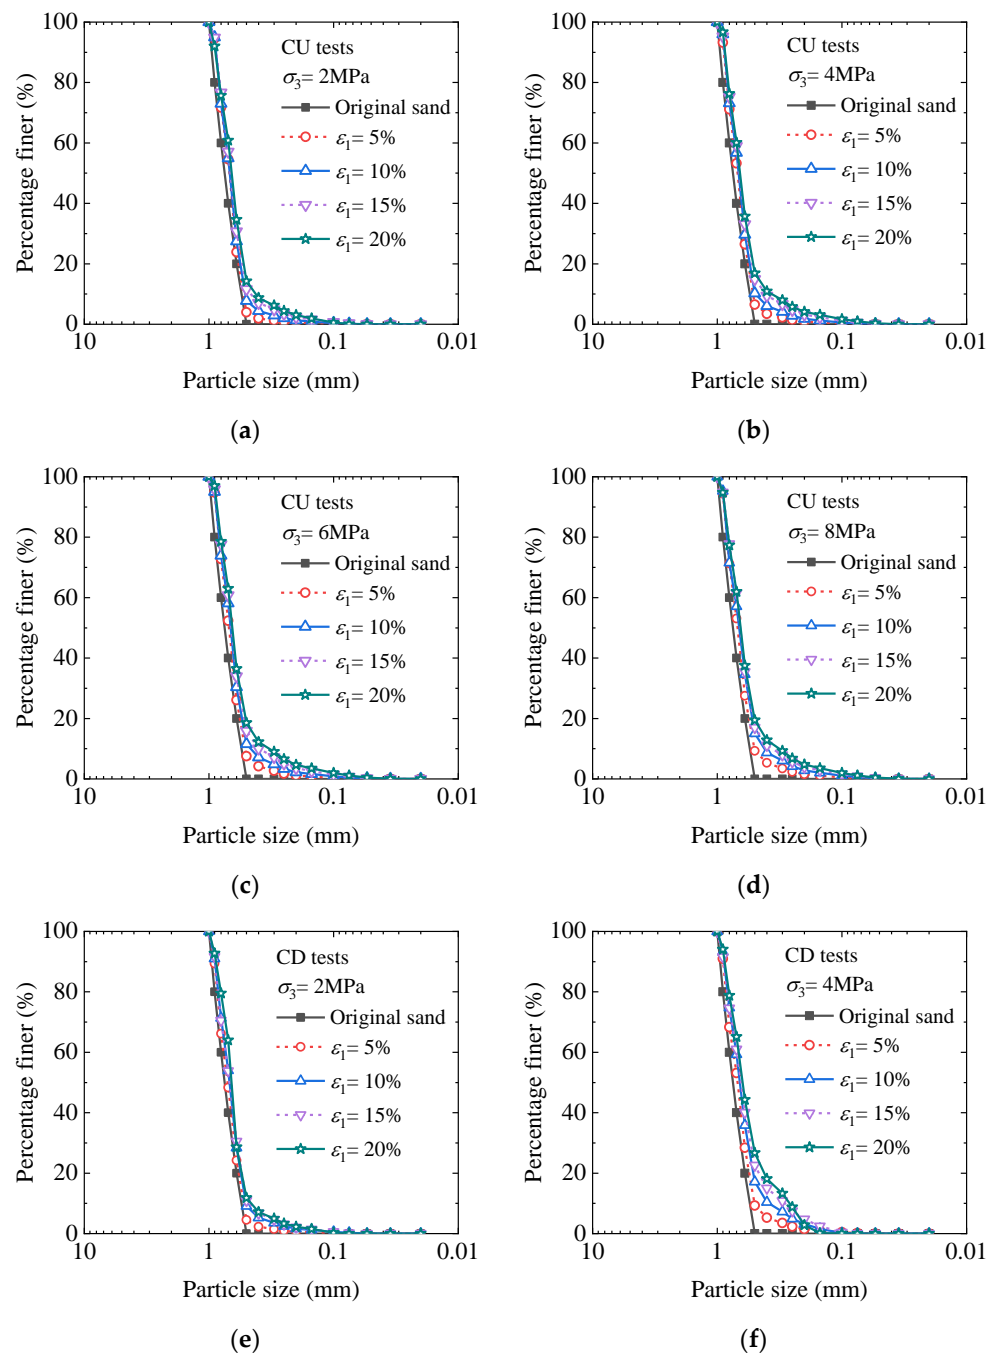 100
80
60
40
20
0
Percentage finer (%)
CU tests
σ3= 2MPa
Original sand
ε1= 5%
ε1= 10%
ε1= 15%
ε1= 20%
10
1
0.1
0.01
Particle size (mm)
(a)
100
80
60
40
20
0
Percentage finer (%)
CU tests
σ3= 4MPa
Original sand
ε1= 5%
ε1= 10%
ε1= 15%
ε1= 20%
10
1
0.1
0.01
Particle size (mm)
(b)
100
80
60
40
20
0
Percentage finer (%)
CU tests
σ3= 6MPa
Original sand
ε1= 5%
ε1= 10%
ε1= 15%
ε1= 20%
10
1
0.1
0.01
Particle size (mm)
(c)
100
80
60
40
20
0
Percentage finer (%)
CU tests
σ3= 8MPa
Original sand
ε1= 5%
ε1= 10%
ε1= 15%
ε1= 20%
10
1
0.1
0.01
Particle size (mm)
(d)
100
80
60
40
20
0
Percentage finer (%)
CD tests
σ3= 2MPa
Original sand
ε1= 5%
ε1= 10%
ε1= 15%
ε1= 20%
10
1
0.1
0.01
Particle size (mm)
(e)
100
80
60
40
20
0
Percentage finer (%)
CD tests
σ3= 4MPa
Original sand
ε1= 5%
ε1= 10%
ε1= 15%
ε1= 20%
10
1
0.1
0.01
Particle size (mm)
(f)